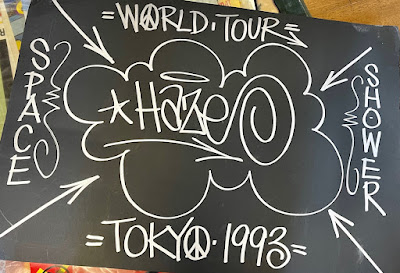 =WORLD·TOUR=
SPACE
*HAZE
SHOWER
=TOKYO·1993=